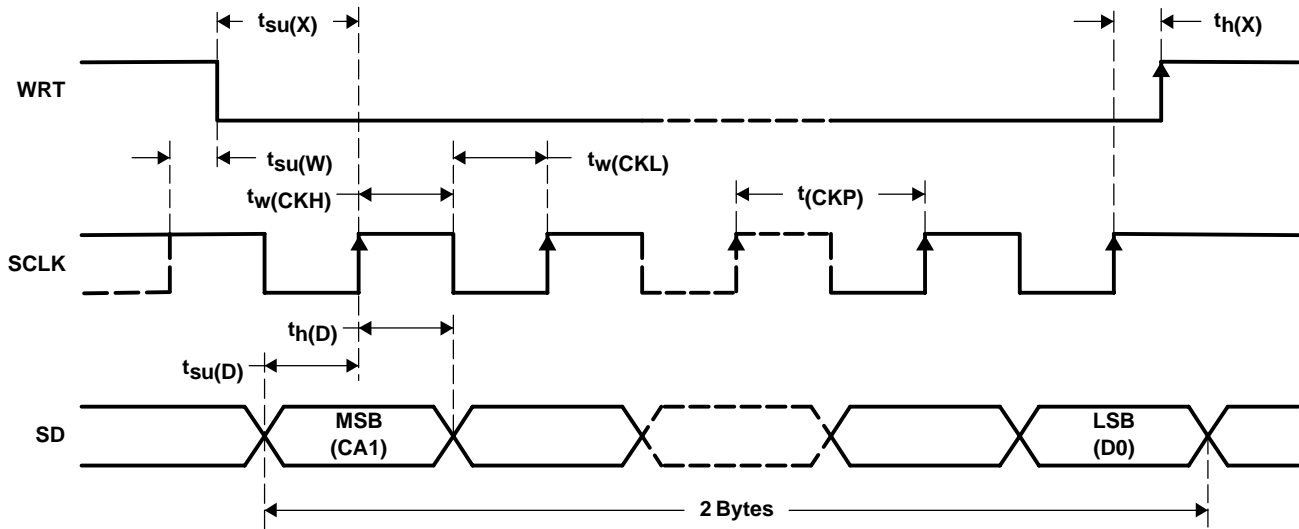 tsu(X)
th(X)
WRT
tsu(W)
tw(CKL)
tw(CKH)
t(CKP)
SCLK
th(D)
tsu(D)
SD
MSB
(CA1)
LSB
(D0)
2 Bytes